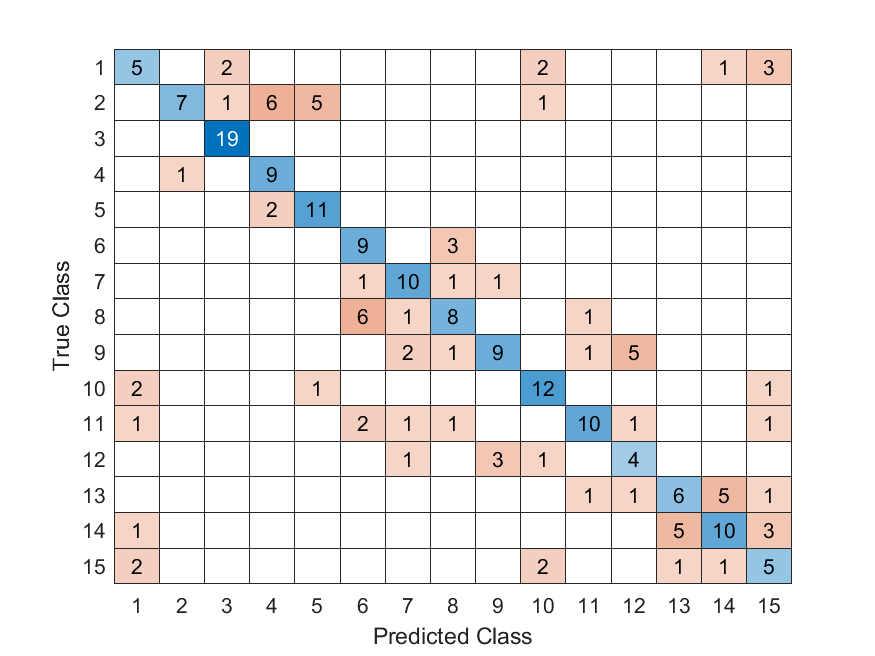 1 5 2 2 1 3
2 7 1 6 5 1
3 19
4 1 9
5 2 11
6 9 3
7 1 10 1 1
8 6 1 8 1
9 2 1 9 1 5
10 2 1 12 1
11 1 2 1 1 10 1 1
12 1 3 1 4
13 1 1 6 5 1
14 1 5 10 3
15 2 2 1 1 5
1 2 3 4 5 6 7 8 9 10 11 12 13 14 15
Predicted Class
True Class